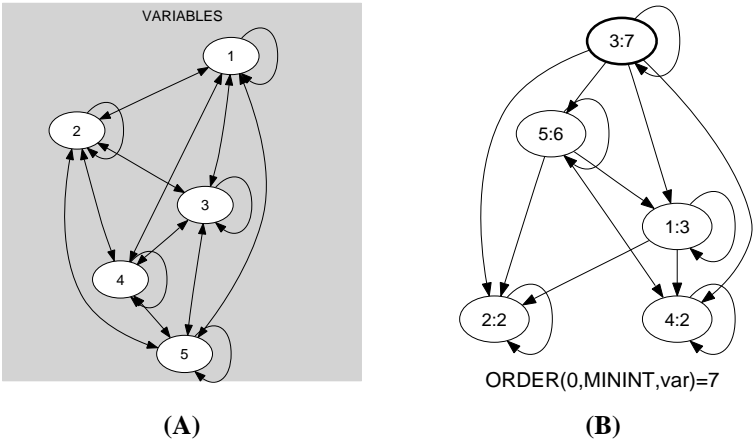 VARIABLES
1
2
3
4
5
3:7
5:6
1:3
2:2
4:2
ORDER(0,MININT,var)=7
(A)
(B)